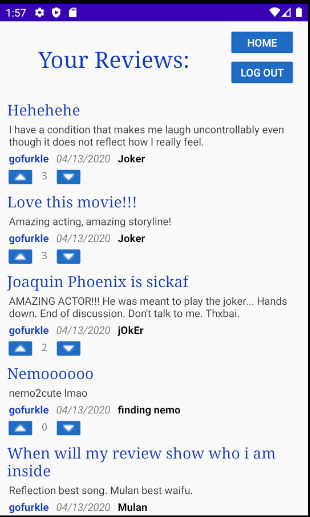 1:57
Your Reviews:
HOME
LOG OUT
Hehehehe
I have a condition that makes me laugh uncontrollably even
though it does not reflect how I really feel.
gofurkle 04/13/2020 Joker
3
Love this movie!!!
Amazing acting, amazing storyline!
gofurkle 04/13/2020 Joker
3
Joaquin Phoenix is sickaf
AMAZING ACTOR!!! He was meant to play the joker... Hands
down. End of discussion. Don't talk to me. Thxbai.
gofurkle 04/13/2020 jOkEr
2
Nemoooooo
nemo2cute lmao
gofurkle 04/13/2020 finding nemo
0
When will my review show who i am
inside
Reflection best song. Mulan best waifu.
gofurkle 04/13/2020 Mulan